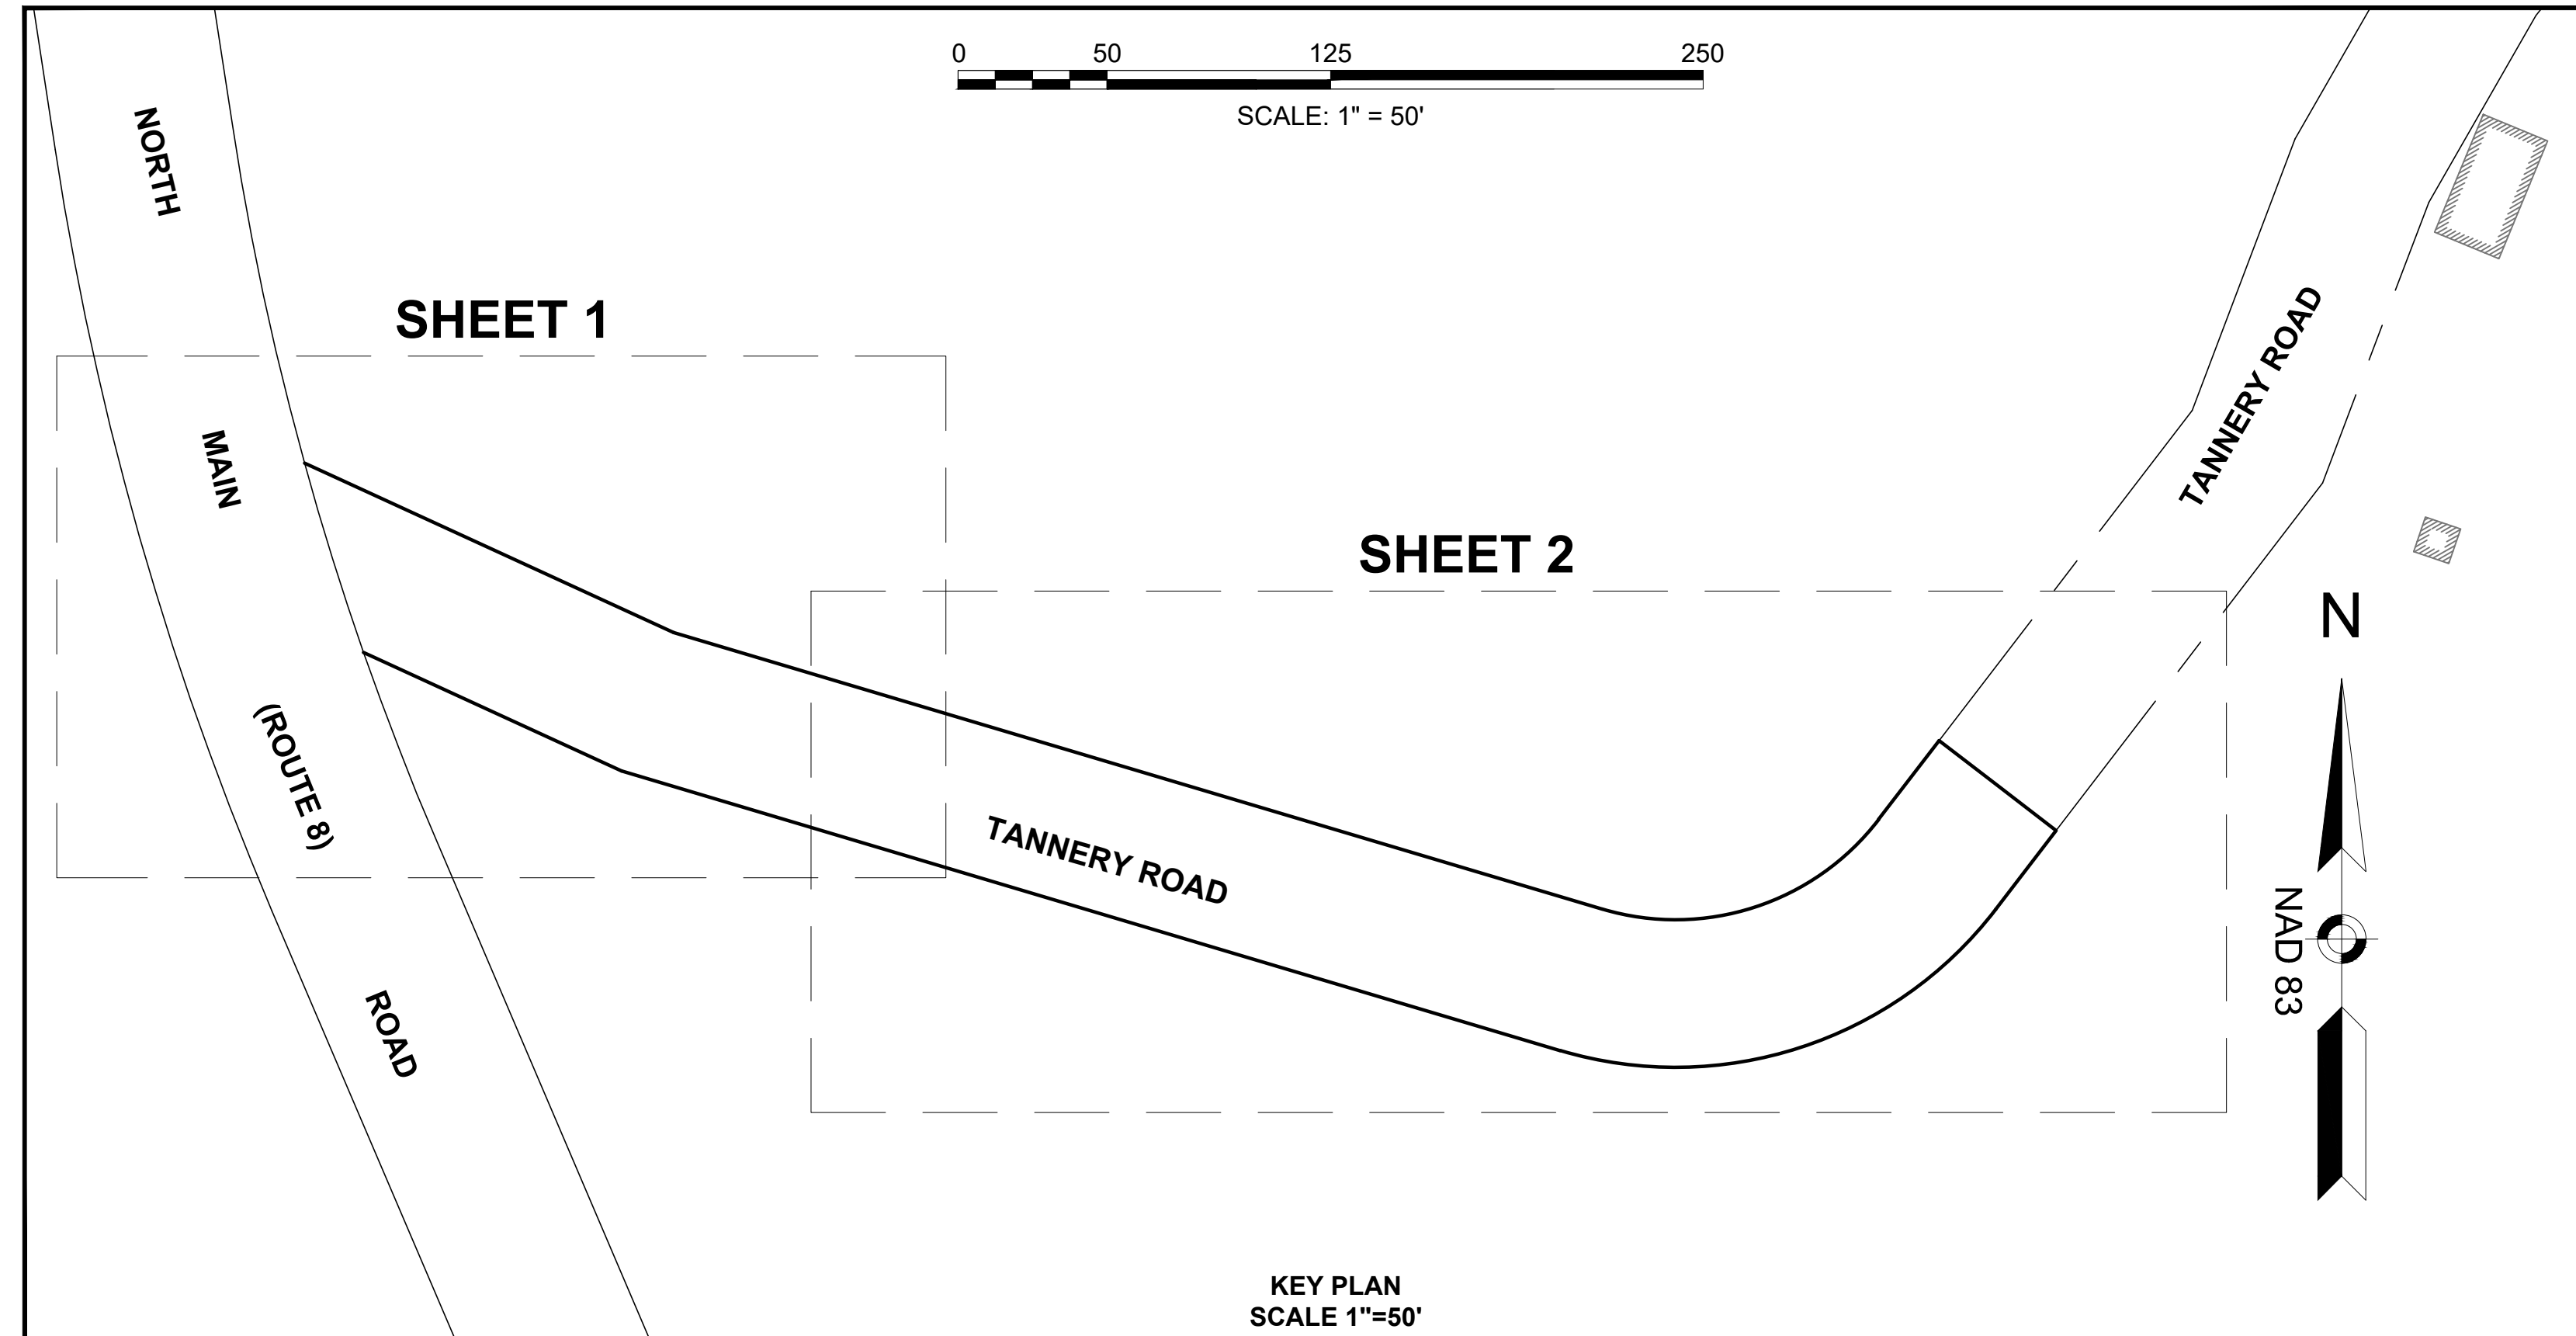 0 50 125 250
SCALE: 1" = 50'
NORTH
MAIN
(ROUTE 8)
ROAD
SHEET 1
SHEET 2
TANNERY ROAD
TANNERY ROAD
N
NAD 83
KEY PLAN
SCALE 1"=50'